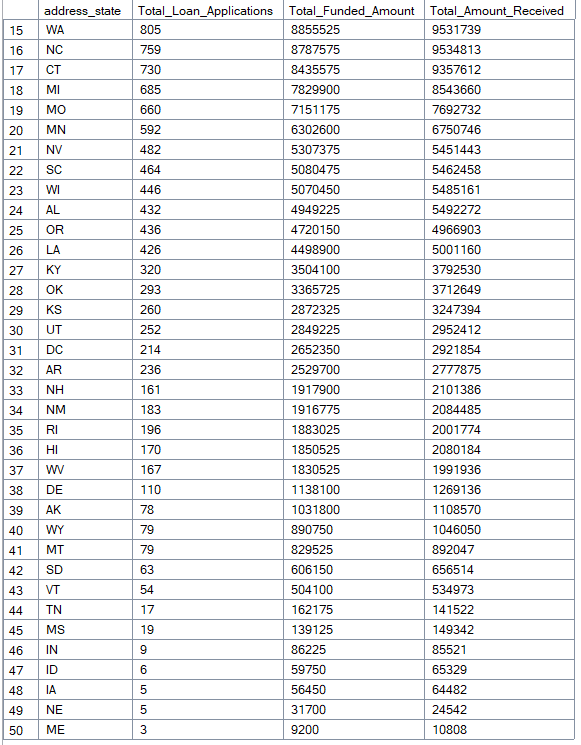 address_state Total_Loan_Applications Total_Funded_Amount Total_Amount_Received
15 WA 805 8855525 9531739
16 NC 759 8787575 9534813
17 CT 730 8435575 9357612
18 MI 685 7829900 8543660
19 MO 660 7151175 7692732
20 MN 592 6302600 6750746
21 NV 482 5307375 5451443
22 SC 464 5080475 5462458
23 WI 446 5070450 5485161
24 AL 432 4949225 5492272
25 OR 436 4720150 4966903
26 LA 426 4498900 5001160
27 KY 320 3504100 3792530
28 OK 293 3365725 3712649
29 KS 260 2872325 3247394
30 UT 252 2849225 2952412
31 DC 214 2652350 2921854
32 AR 236 2529700 2777875
33 NH 161 1917900 2101386
34 NM 183 1916775 2084485
35 RI 196 1883025 2001774
36 HI 170 1850525 2080184
37 WV 167 1830525 1991936
38 DE 110 1138100 1269136
39 AK 78 1031800 1108570
40 WY 79 890750 1046050
41 MT 79 829525 892047
42 SD 63 606150 656514
43 VT 54 504100 534973
44 TN 17 162175 141522
45 MS 19 139125 149342
46 IN 9 86225 85521
47 ID 6 59750 65329
48 IA 5 56450 64482
49 NE 5 31700 24542
50 ME 3 9200 10808